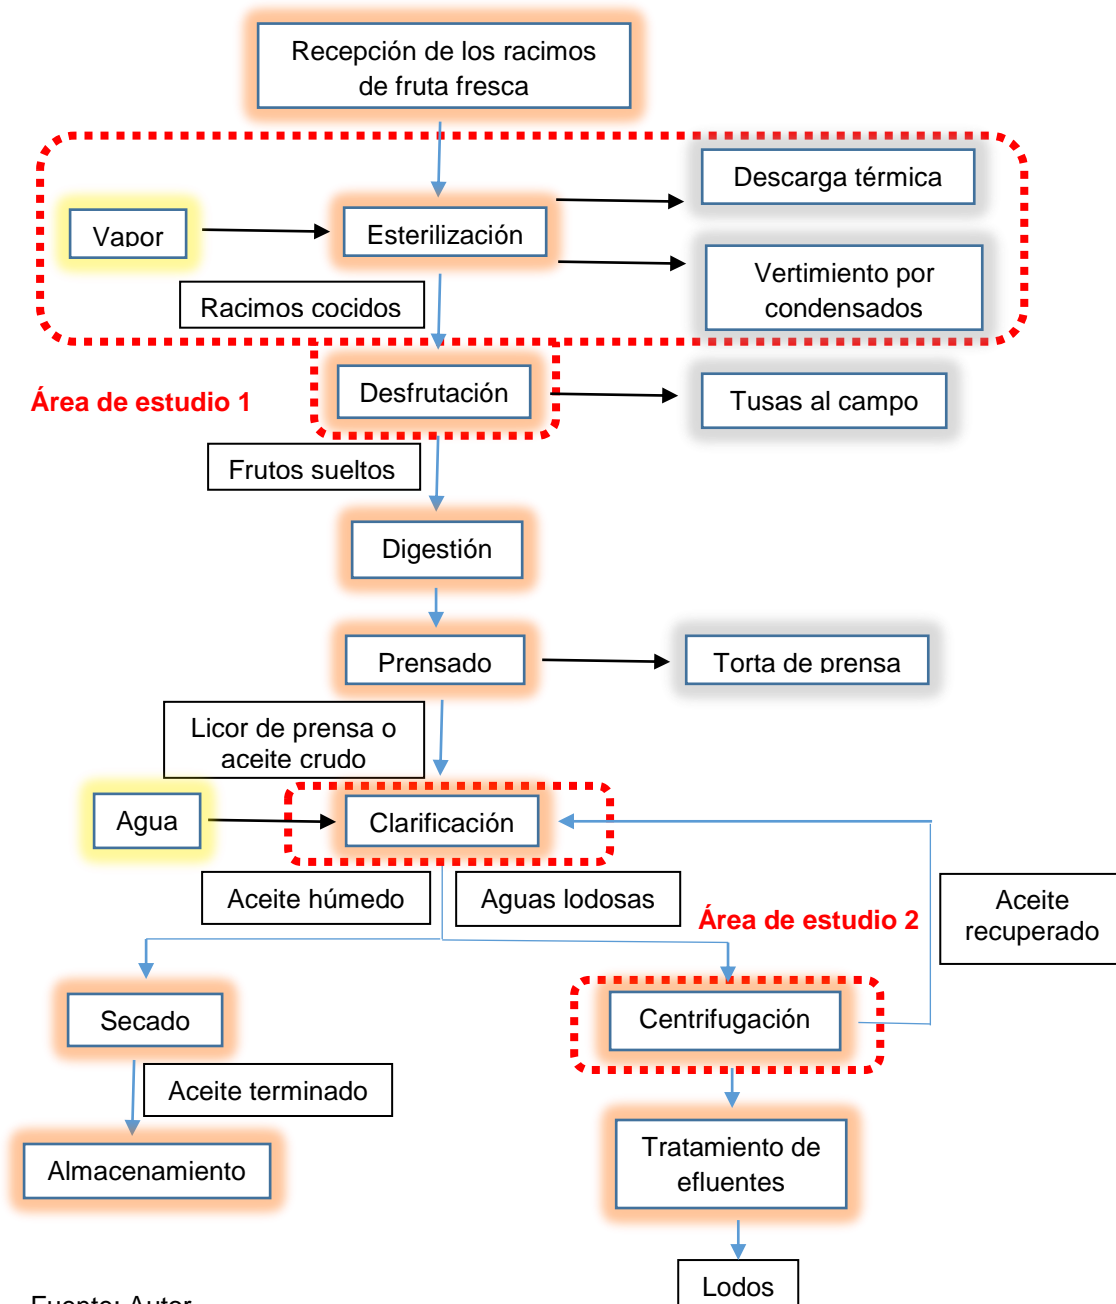 Recepción de los racimos
de fruta fresca
Descarga térmica
Vapor
Esterilización
Vertimiento por
condensados
Racimos cocidos
Área de estudio 1
Desfrutación
Tusas al campo
Frutos sueltos
Digestión
Prensado
Torta de prensa
Licor de prensa o
aceite crudo
Agua
Clarificación
Aceite húmedo
Aguas lodosas
Área de estudio 2
Aceite
recuperado
Secado
Centrifugación
Aceite terminado
Almacenamiento
Tratamiento de
efluentes
Lodos
Fuente: Autor